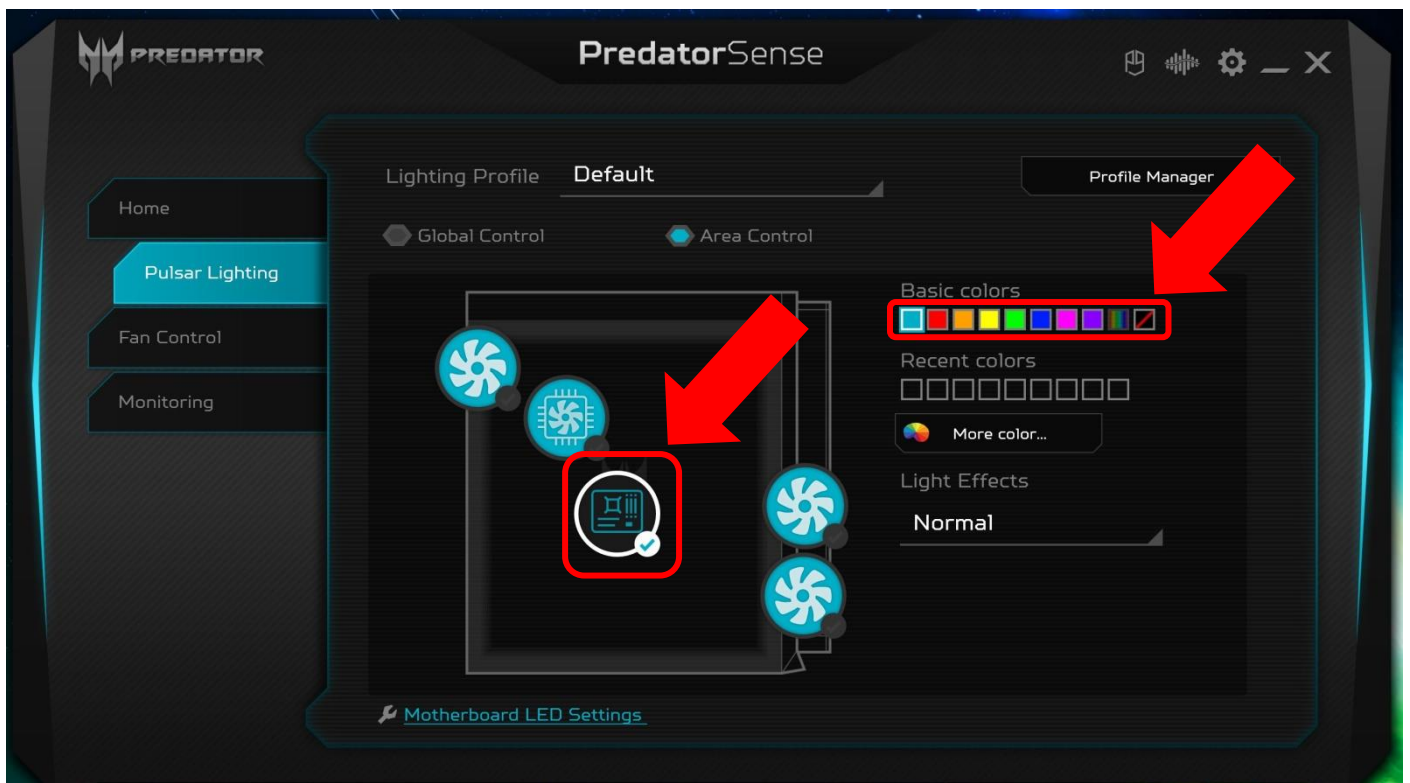 PREDATOR
PredatorSense
Lighting Profile Default
Profile Manager
Home
Global Control Area Control
Pulsar Lighting
Basic colors
Fan Control
Recent colors
Monitoring
More color...
Light Effects
Normal
Motherboard LED Settings